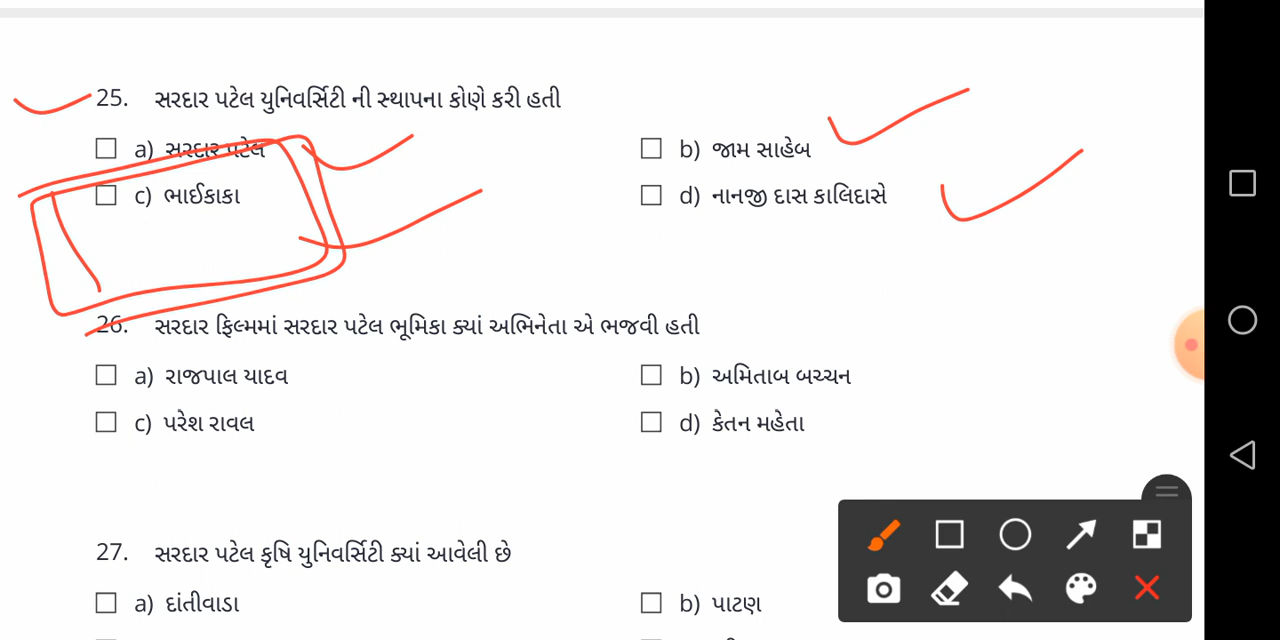 25. સરદાર પટેલ યુનિવર્સિટી ની સ્થાપના કોણે કરી હતી
a) સરદાર પટેલ b) જામ સાહેબ
c) ભાઈકાકા d) નાનજી દાસ કાલિદાસે
26. સરદાર ફિલ્મમાં સરદાર પટેલ ભૂમિકા ક્યાં અભિનેતા એ ભજવી હતી
a) રાજપાલ યાદવ b) અમિતાબ બચ્ચન
c) પરેશ રાવલ d) કેતન મહેતા
27. સરદાર પટેલ કૃષિ યુનિવર્સિટી ક્યાં આવેલી છે
a) દાંતીવાડા b) પાટણ